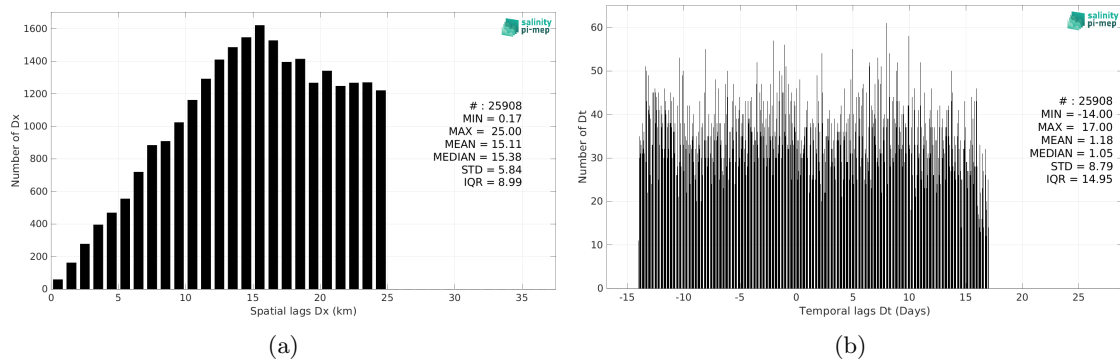 salinity
pi-mep
1600
1400
1200
1000
800
600
400
200
0
Number of Dx
# : 25908
MIN = 0.17
MAX = 25.00
MEAN = 15.11
MEDIAN = 15.38
STD = 5.84
IQR = 8.99
0 5 10 15 20 25 30 35
Spatial lags Dx (km)
(a)
salinity
pi-mep
60
50
40
30
20
10
0
Number of Dt
# : 25908
MIN = -14.00
MAX = 17.00
MEAN = 1.18
MEDIAN = 1.05
STD = 8.79
IQR = 14.95
-15 -10 -5 0 5 10 15 20 25
Temporal lags Dt (Days)
(b)